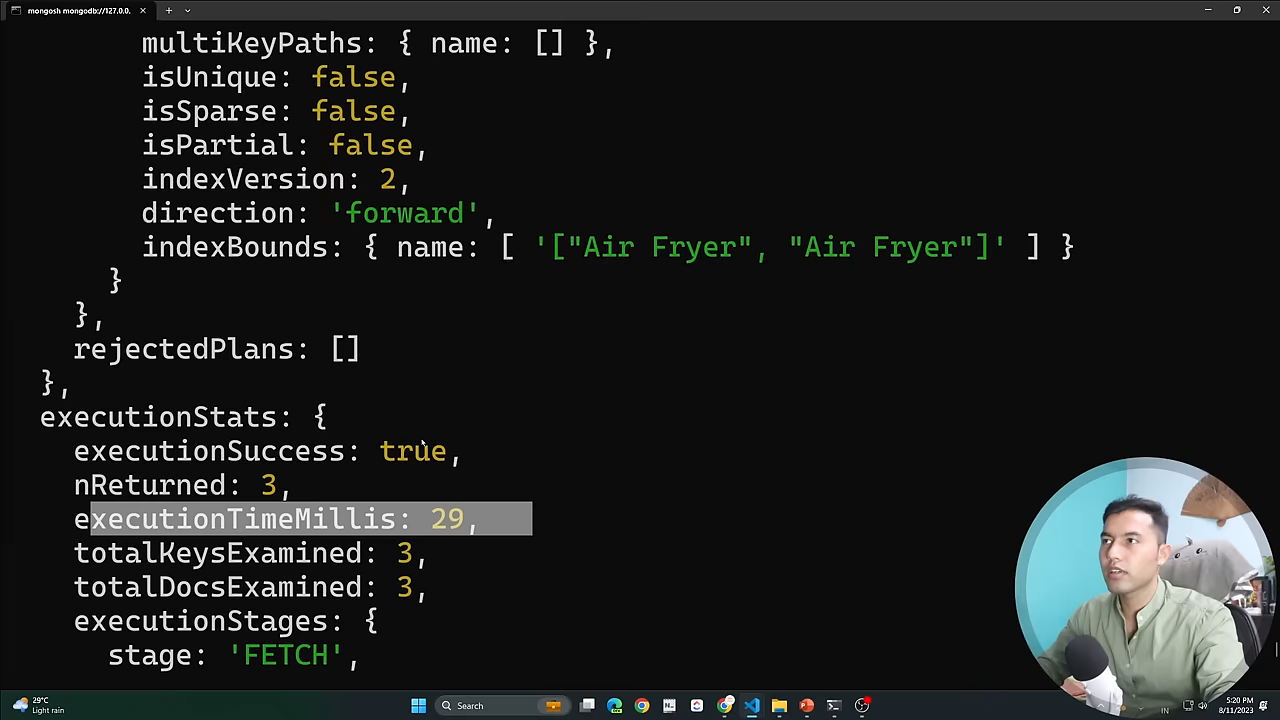 mongosh mongodb://127.0.0.
multiKeyPaths: { name: [] },
isUnique: false,
isSparse: false,
isPartial: false,
indexVersion: 2,
direction: 'forward',
indexBounds: { name: [ '["Air Fryer", "Air Fryer"]' ] }
}
},
rejectedPlans: []
},
executionStats: {
executionSuccess: true,
nReturned: 3,
executionTimeMillis: 29,
totalKeysExamined: 3,
totalDocsExamined: 3,
executionStages: {
stage: 'FETCH',
29°C
Light rain
Search
IN
5:20 PM
8/11/2023